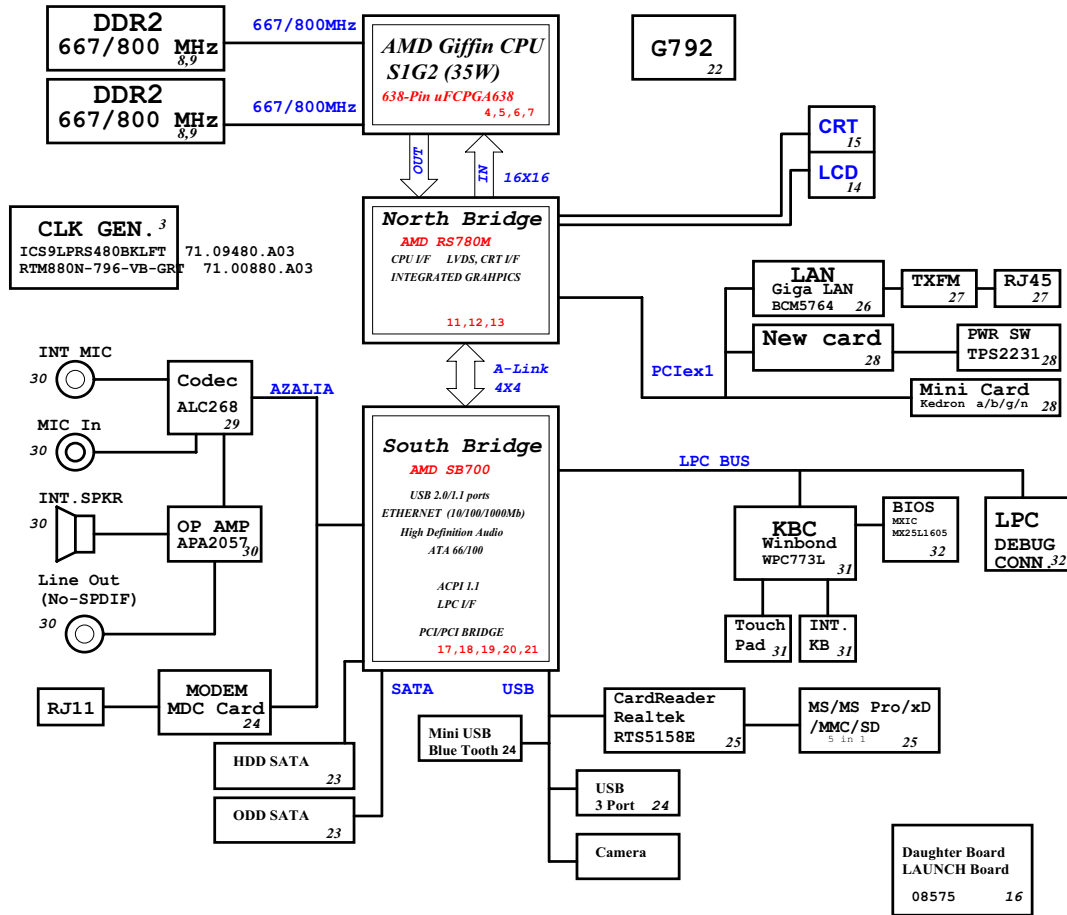 DDR2
667/800 MHz
8,9
667/800MHz
DDR2
667/800 MHz
8,9
667/800MHz
AMD Giffin CPU
S1G2 (35W)
638-Pin uFCPGA638
4,5,6,7
G792
22
OUT
IN
16X16
CRT
15
LCD
14
CLK GEN.
3
ICS9LPRS480BKLFT 71.09480.A03
RTM880N-796-VB-GRT 71.00880.A03
North Bridge
AMD RS780M
CPU I/F LVDS, CRT I/F
INTEGRATED GRAHPICS
11,12,13
LAN
Giga LAN
BCM5764
26
TXFM
27
RJ45
27
New card
28
PWR SW
TPS2231
28
PCIex1
Mini Card
Kedron a/b/g/n
28
A-Link
4X4
INT MIC
30
Codec
ALC268
29
AZALIA
MIC In
30
INT.SPKR
30
OP AMP
APA2057
30
Line Out
(No-SPDIF)
30
South Bridge
AMD SB700
USB 2.0/1.1 ports
ETHERNET (10/100/1000Mb)
High Definition Audio
ATA 66/100
ACPI 1.1
LPC I/F
PCI/PCI BRIDGE
17,18,19,20,21
LPC BUS
KBC
Winbond
WPC773L
31
BIOS
MXIC
MX25L1605
32
LPC
DEBUG
CONN.
32
Touch
Pad
31
INT.
KB
31
RJ11
MODEM
MDC Card
24
SATA
USB
HDD SATA
23
ODD SATA
23
Mini USB
Blue Tooth
24
CardReader
Realtek
RTS5158E
25
MS/MS Pro/xD
/MMC/SD
5 in 1
25
USB
3 Port
24
Camera
Daughter Board
LAUNCH Board
08575
16